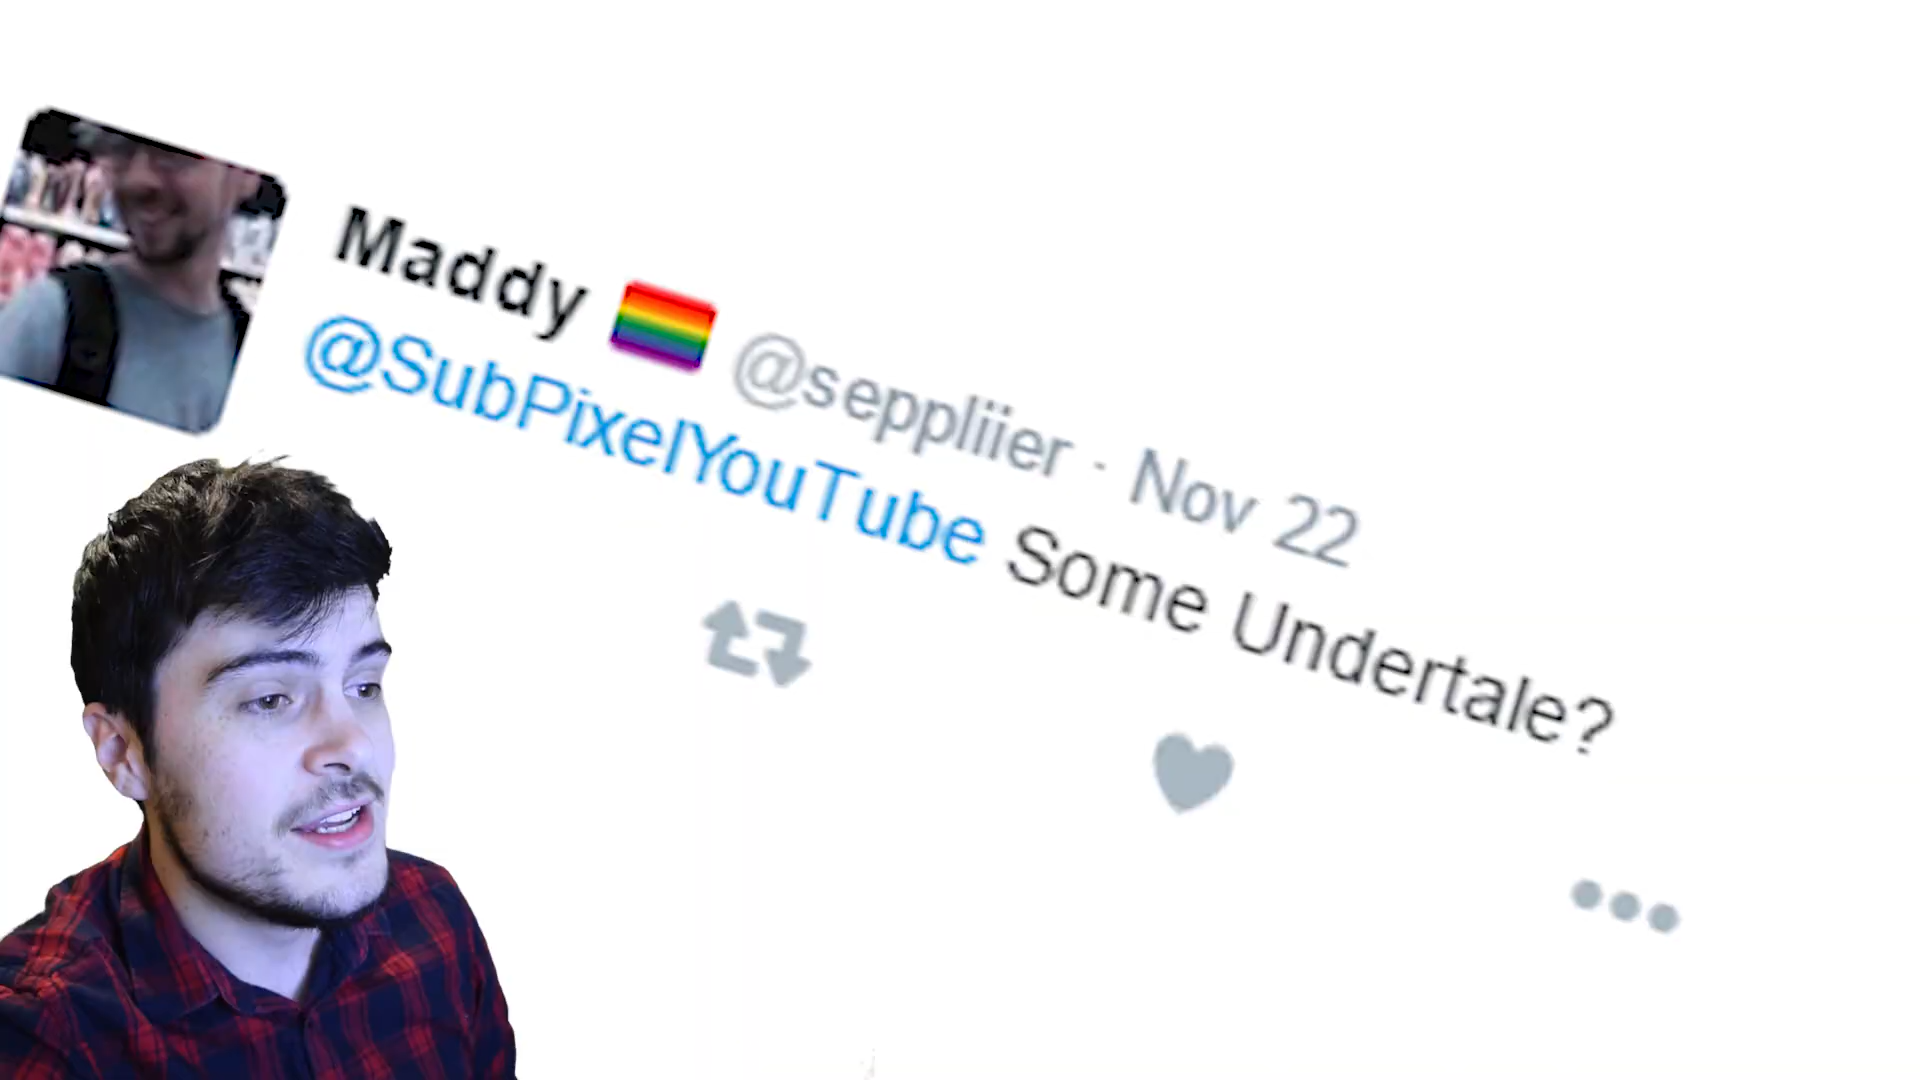 Maddy 🏳️‍🌈 @seppliier · Nov 22
@SubPixelYouTube Some Undertale?